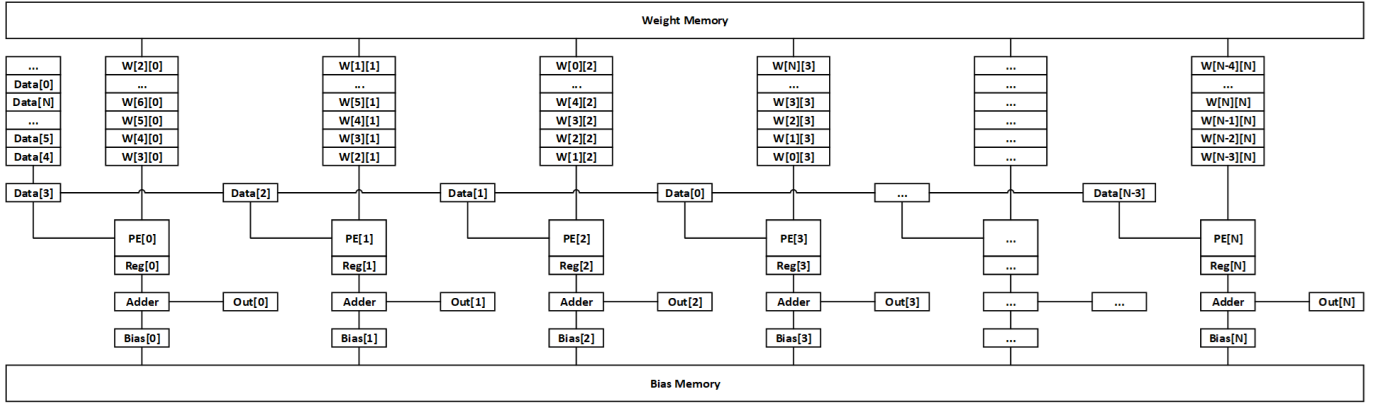 Weight Memory
... W[2][0] W[1][1] W[0][2] W[N][3] ... W[N-4][N]
Data[0] ... ... ... ... ... ...
Data[N] W[6][0] W[5][1] W[4][2] W[3][3] ... W[N][N]
... W[5][0] W[4][1] W[3][2] W[2][3] ... W[N-1][N]
Data[5] W[4][0] W[3][1] W[2][2] W[1][3] ... W[N-2][N]
Data[4] W[3][0] W[2][1] W[1][2] W[0][3] ... W[N-3][N]
Data[3] Data[2] Data[1] Data[0] ... Data[N-3]
PE[0] PE[1] PE[2] PE[3] ... PE[N]
Reg[0] Reg[1] Reg[2] Reg[3] ... Reg[N]
Adder Out[0] Adder Out[1] Adder Out[2] Adder Out[3] ... ... Adder Out[N]
Bias[0] Bias[1] Bias[2] Bias[3] ... Bias[N]
Bias Memory